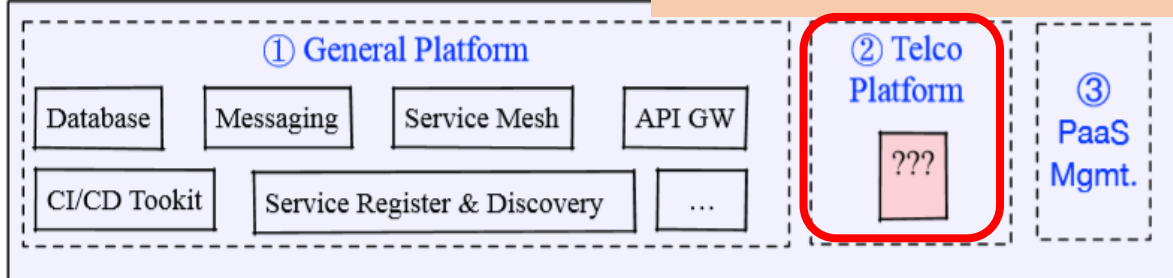 ① General Platform
Database
Messaging
Service Mesh
API GW
CI/CD Tookit
Service Register & Discovery
...
② Telco
Platform
???
③
PaaS
Mgmt.